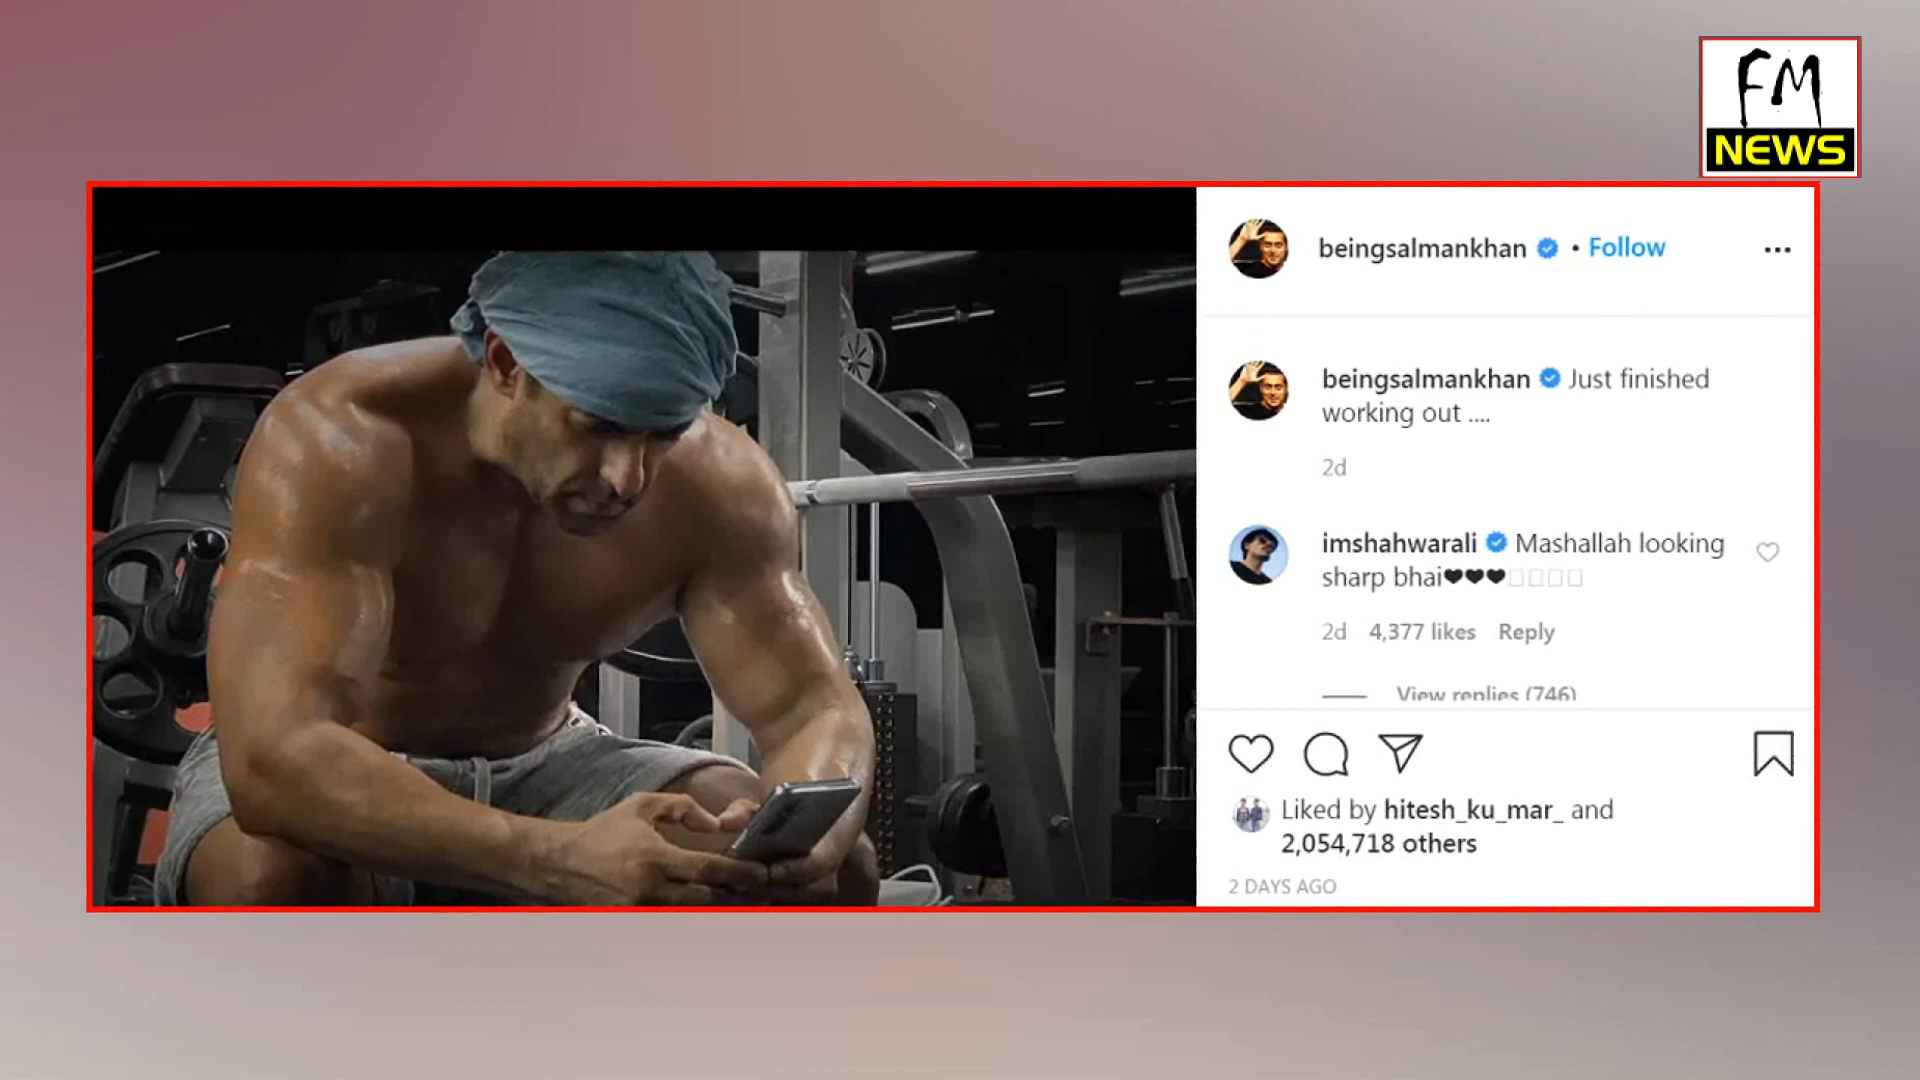 FM
NEWS
beingsalmankhan • Follow
beingsalmankhan Just finished
working out ....
2d
imshahwarali Mashallah looking
sharp bhai❤❤❤
2d 4,377 likes Reply
View replies (746)
Liked by hitesh_ku_mar_ and
2,054,718 others
2 DAYS AGO